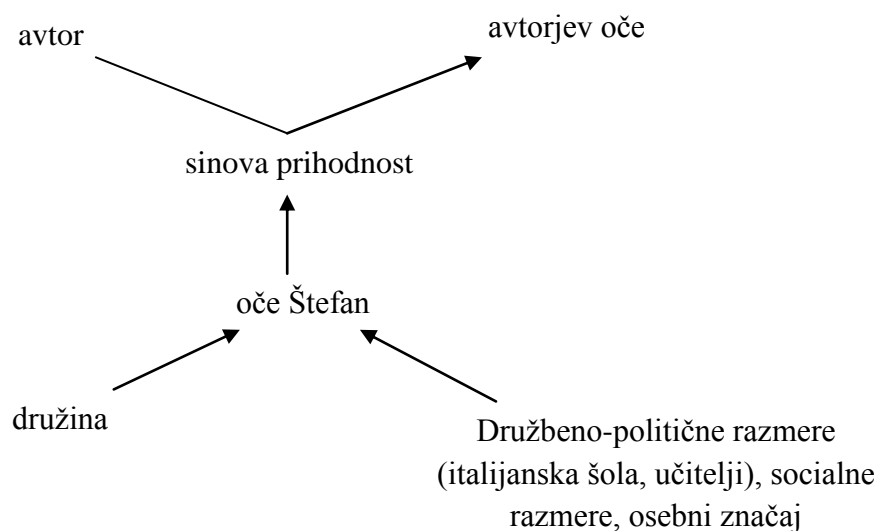 avtor
avtorjev oče
sinova prihodnost
oče Štefan
družina
Družbeno-politične razmere
(italijanska šola, učitelji), socialne
razmere, osebni značaj